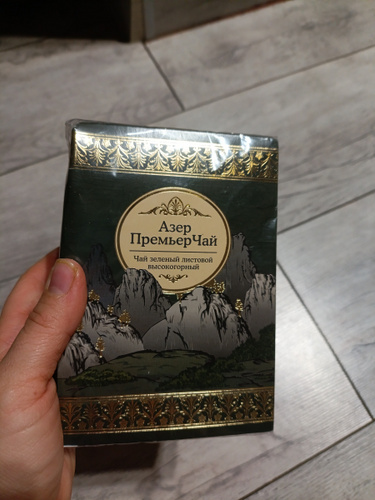 Азер
ПремьерЧай
Чай зеленый листовой
высокогорный